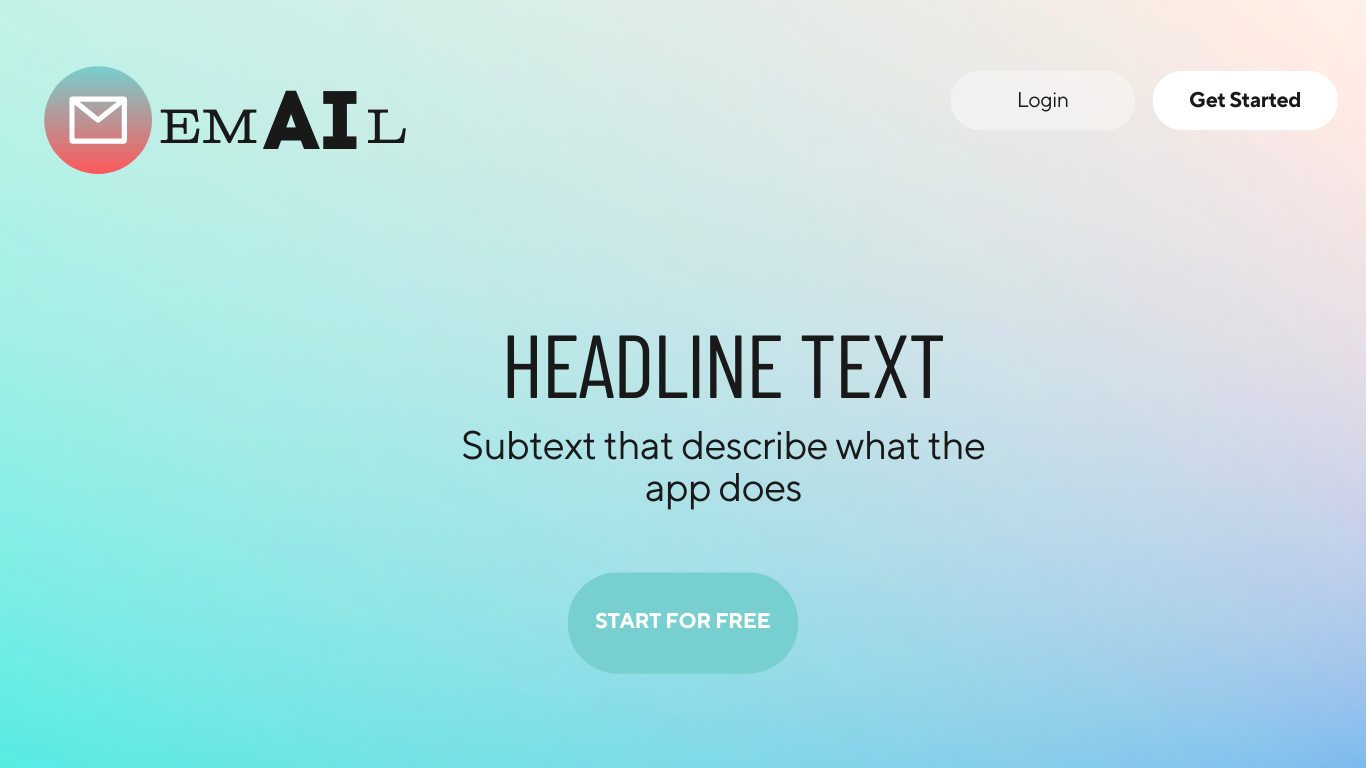 EMAIL
Login
Get Started
HEADLINE TEXT
Subtext that describe what the
app does
START FOR FREE